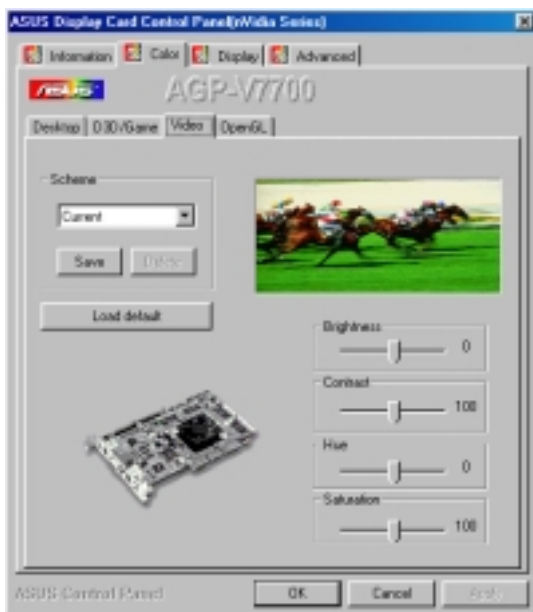 ASUS Display Card Control Panel(nVidia Series)
Information Color Display Advanced
ASUS AGP-V7700
Desktop D3D/Game Video OpenGL
Scheme
Current
Save Delete
Load default
Brightness
0
Contrast
100
Hue
0
Saturation
100
ASUS Control Panel OK Cancel Apply